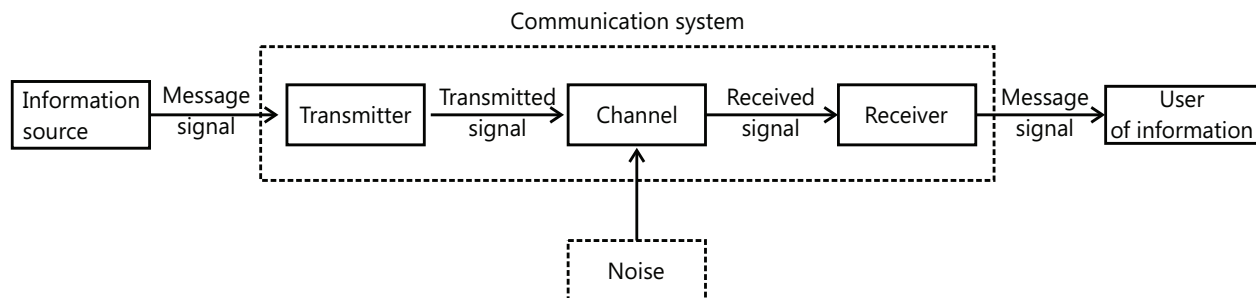 Communication system
Information
source
Message
signal
Transmitter
Transmitted
signal
Channel
Received
signal
Receiver
Message
signal
User
of information
Noise